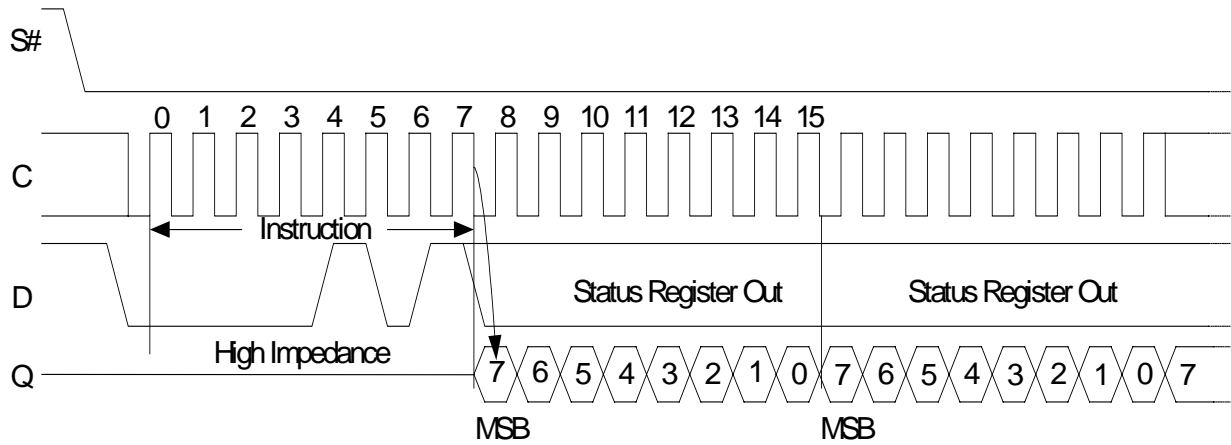 S#
0 1 2 3 4 5 6 7 8 9 10 11 12 13 14 15
C
Instruction
D
Status Register Out Status Register Out
High Impedance
Q
7 6 5 4 3 2 1 0 7 6 5 4 3 2 1 0 7
MSB MSB